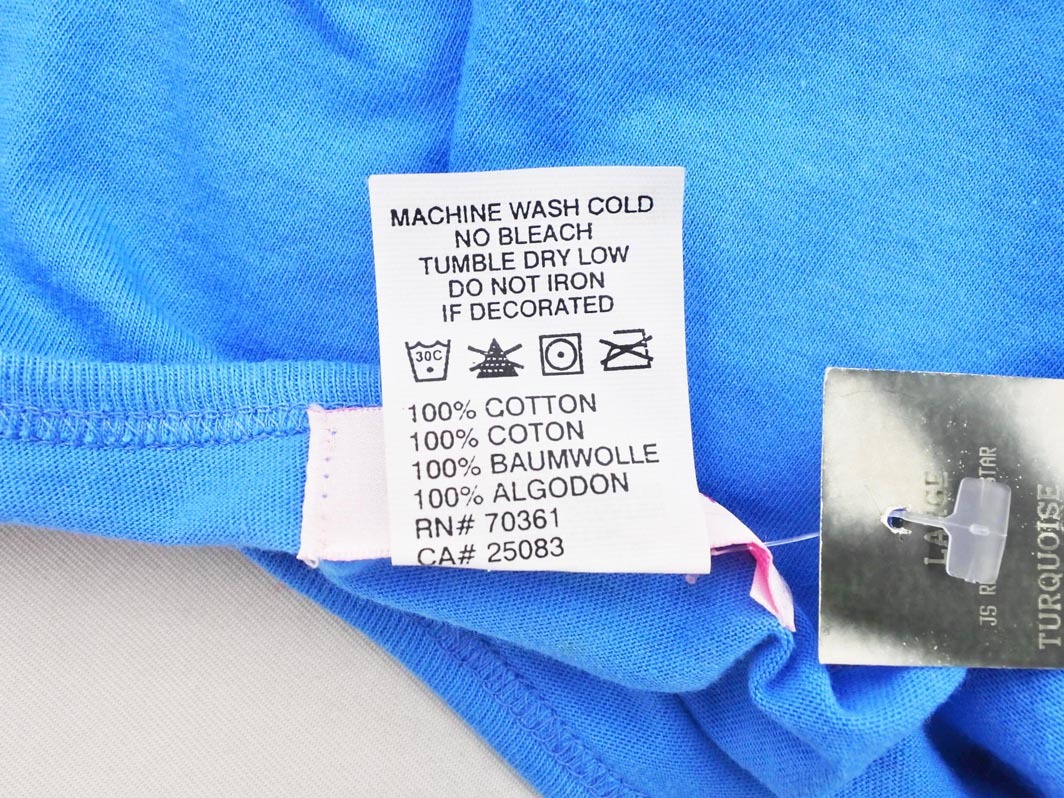 MACHINE WASH COLD
NO BLEACH
TUMBLE DRY LOW
DO NOT IRON
IF DECORATED
30C
100% COTTON
100% COTON
100% BAUMWOLLE
100% ALGODON
RN# 70361
CA# 25083
LARGE
JS
TURQUOISE